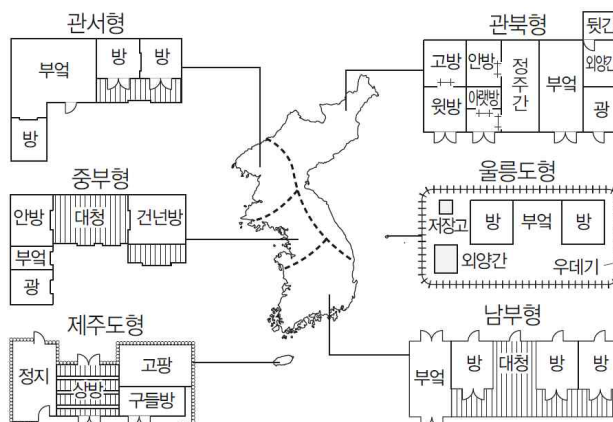 관서형
부엌
방
방
방
관북형
뒷간
고방
안방
정주간
부엌
외양간
윗방
아랫방
광
중부형
안방
대청
건넌방
부엌
광
울릉도형
저장고
방
부엌
방
외양간
우데기
제주도형
정지
상방
고팡
구들방
남부형
부엌
방
대청
방
방